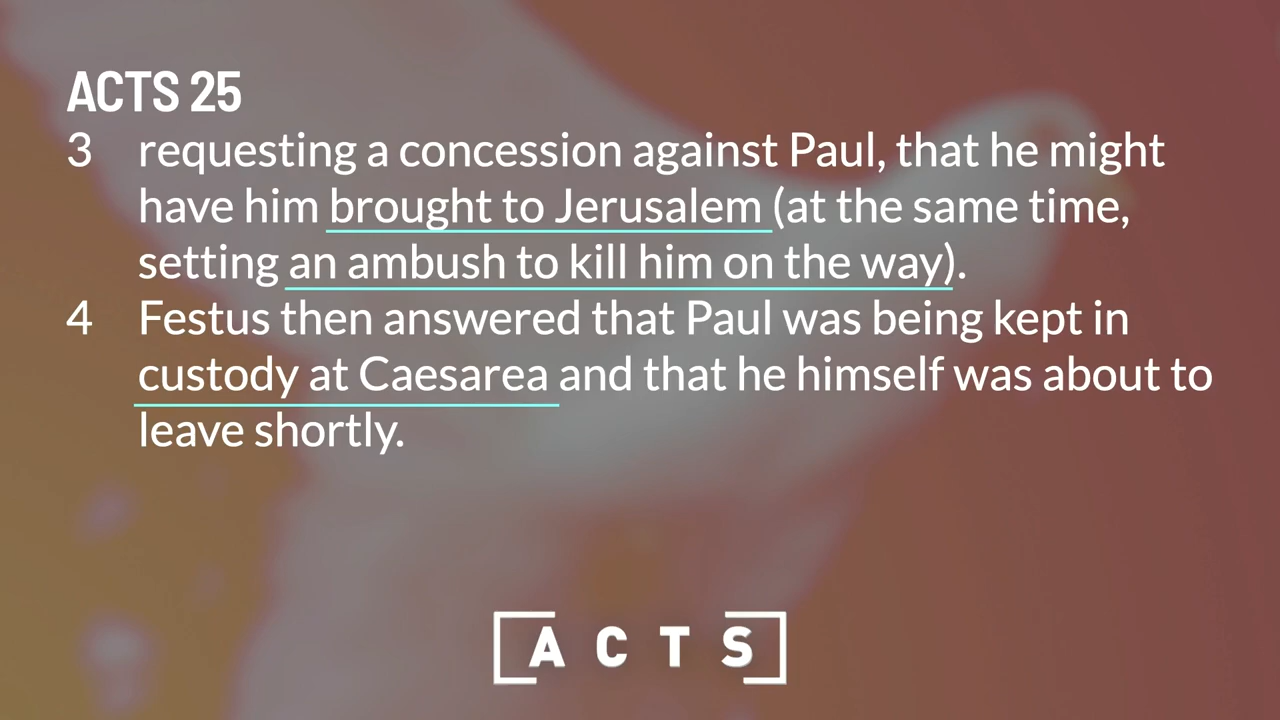 ACTS 25
3 requesting a concession against Paul, that he might
have him brought to Jerusalem (at the same time,
setting an ambush to kill him on the way).
4 Festus then answered that Paul was being kept in
custody at Caesarea and that he himself was about to
leave shortly.
[ACTS]